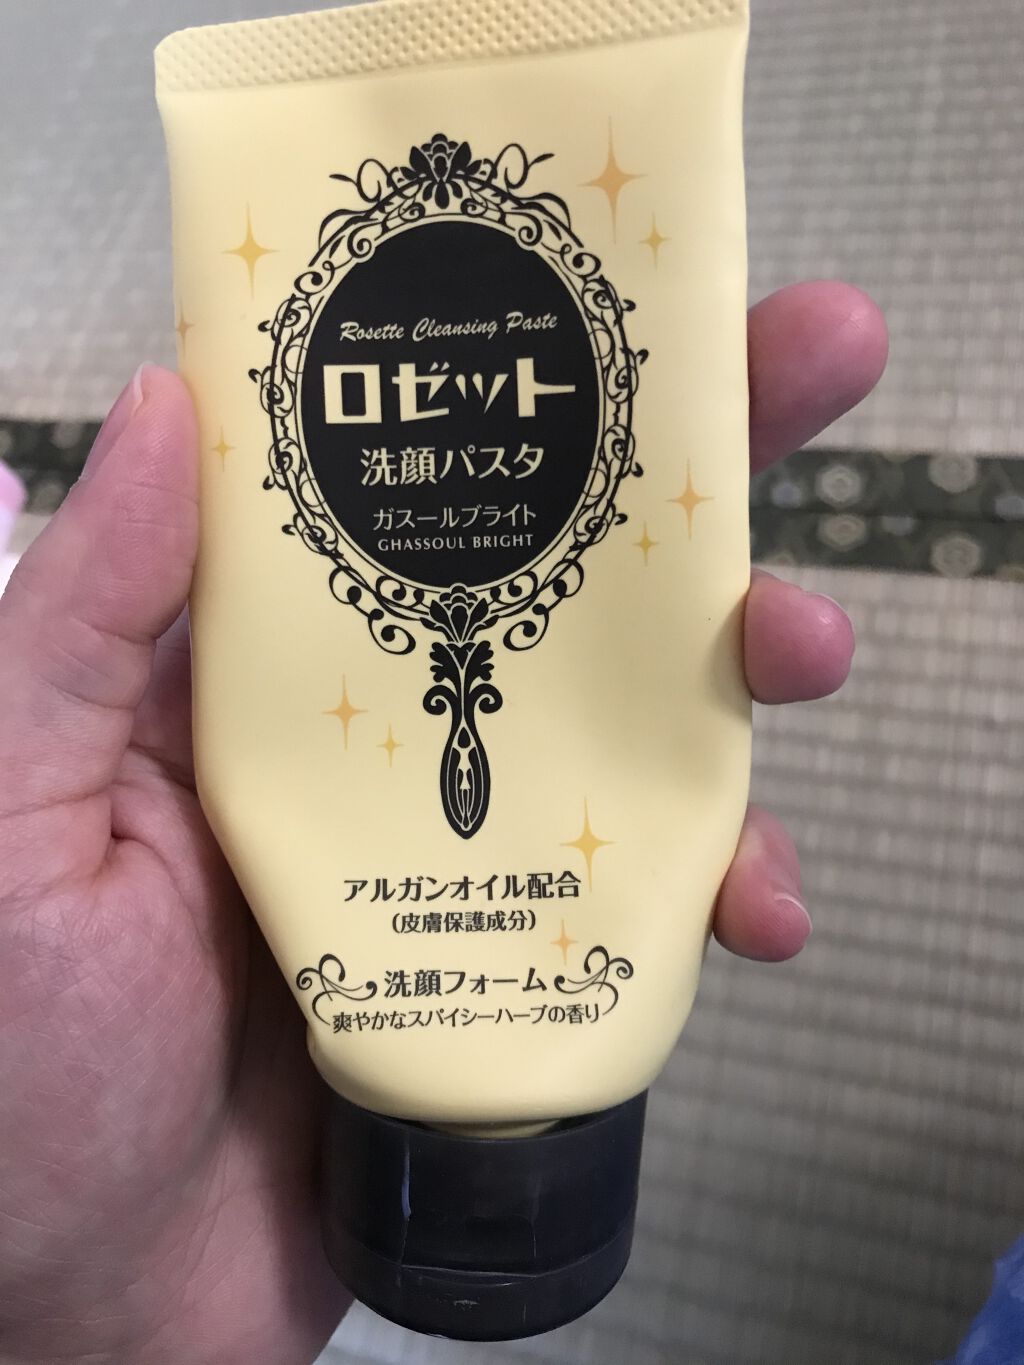 Rosette Cleansing Paste
ロゼット
洗顔パスタ
ガスールブライト
GHASSOUL BRIGHT
アルガンオイル配合
(皮膚保護成分)
洗顔フォーム
爽やかなスパイシーハーブの香り